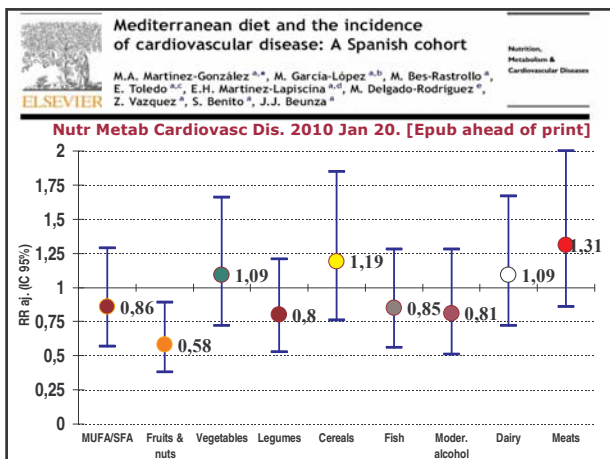 Mediterranean diet and the incidence
of cardiovascular disease: A Spanish cohort
Nutrition,
Metabolism &
Cardiovascular Diseases
M.A. Martínez-González a,*, M. García-López a,b, M. Bes-Rastrollo a,
E. Toledo a,c, E.H. Martínez-Lapiscina a,d, M. Delgado-Rodriguez e,
Z. Vazquez a, S. Benito a, J.J. Beunza a
ELSEVIER
Nutr Metab Cardiovasc Dis. 2010 Jan 20. [Epub ahead of print]
RR aj. (IC 95%)
2
1,75
1,5
1,25
1
0,75
0,5
0,25
0
0,86
0,58
1,09
0,8
1,19
0,85
0,81
1,09
1,31
MUFA/SFA
Fruits &
nuts
Vegetables
Legumes
Cereals
Fish
Moder.
alcohol
Dairy
Meats